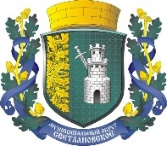 МУНИЦИПАЛЬНЫЙ ОКРУГ
СВЕТЛАНОВСКОЕ